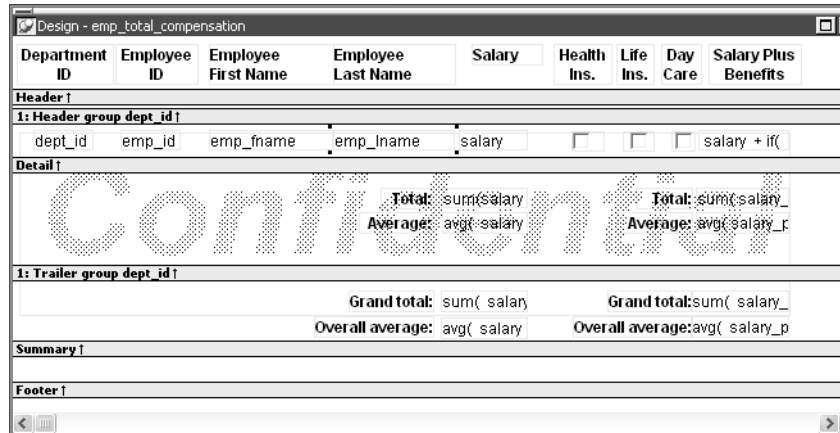 Design - emp_total_compensation
Department ID Employee ID Employee First Name Employee Last Name Salary Health Ins. Life Ins. Day Care Salary Plus Benefits
Header ↑
1: Header group dept_id ↑
dept_id emp_id emp_fname emp_lname salary salary + if(
Detail ↑
Confidential
Total: sum(salary Total: sum( salary_
Average: avg( salary Average: avg( salary_p
1: Trailer group dept_id ↑
Grand total: sum( salary Grand total: sum( salary_
Overall average: avg( salary Overall average: avg( salary_p
Summary ↑
Footer ↑